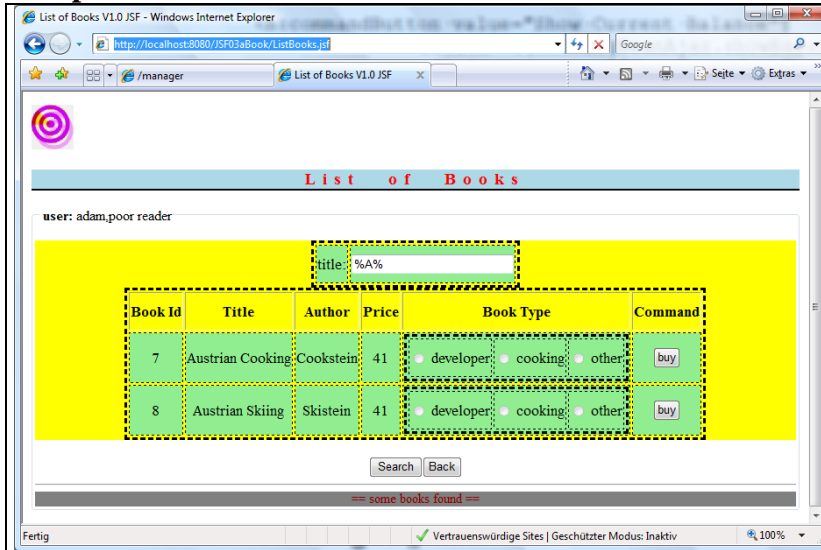 List of Books V1.0 JSF - Windows Internet Explorer
http://localhost:8080/JSF03aBook/ListBooks.jsf
Google
/manager
List of Books V1.0 JSF
Seite
Extras
List of Books
user: adam,poor reader
title: %A%
Book Id Title Author Price Book Type Command
7 Austrian Cooking Cookstein 41 developer cooking other buy
8 Austrian Skiing Skistein 41 developer cooking other buy
Search Back
== some books found ==
Fertig Vertrauenswürdige Sites | Geschützter Modus: Inaktiv 100%